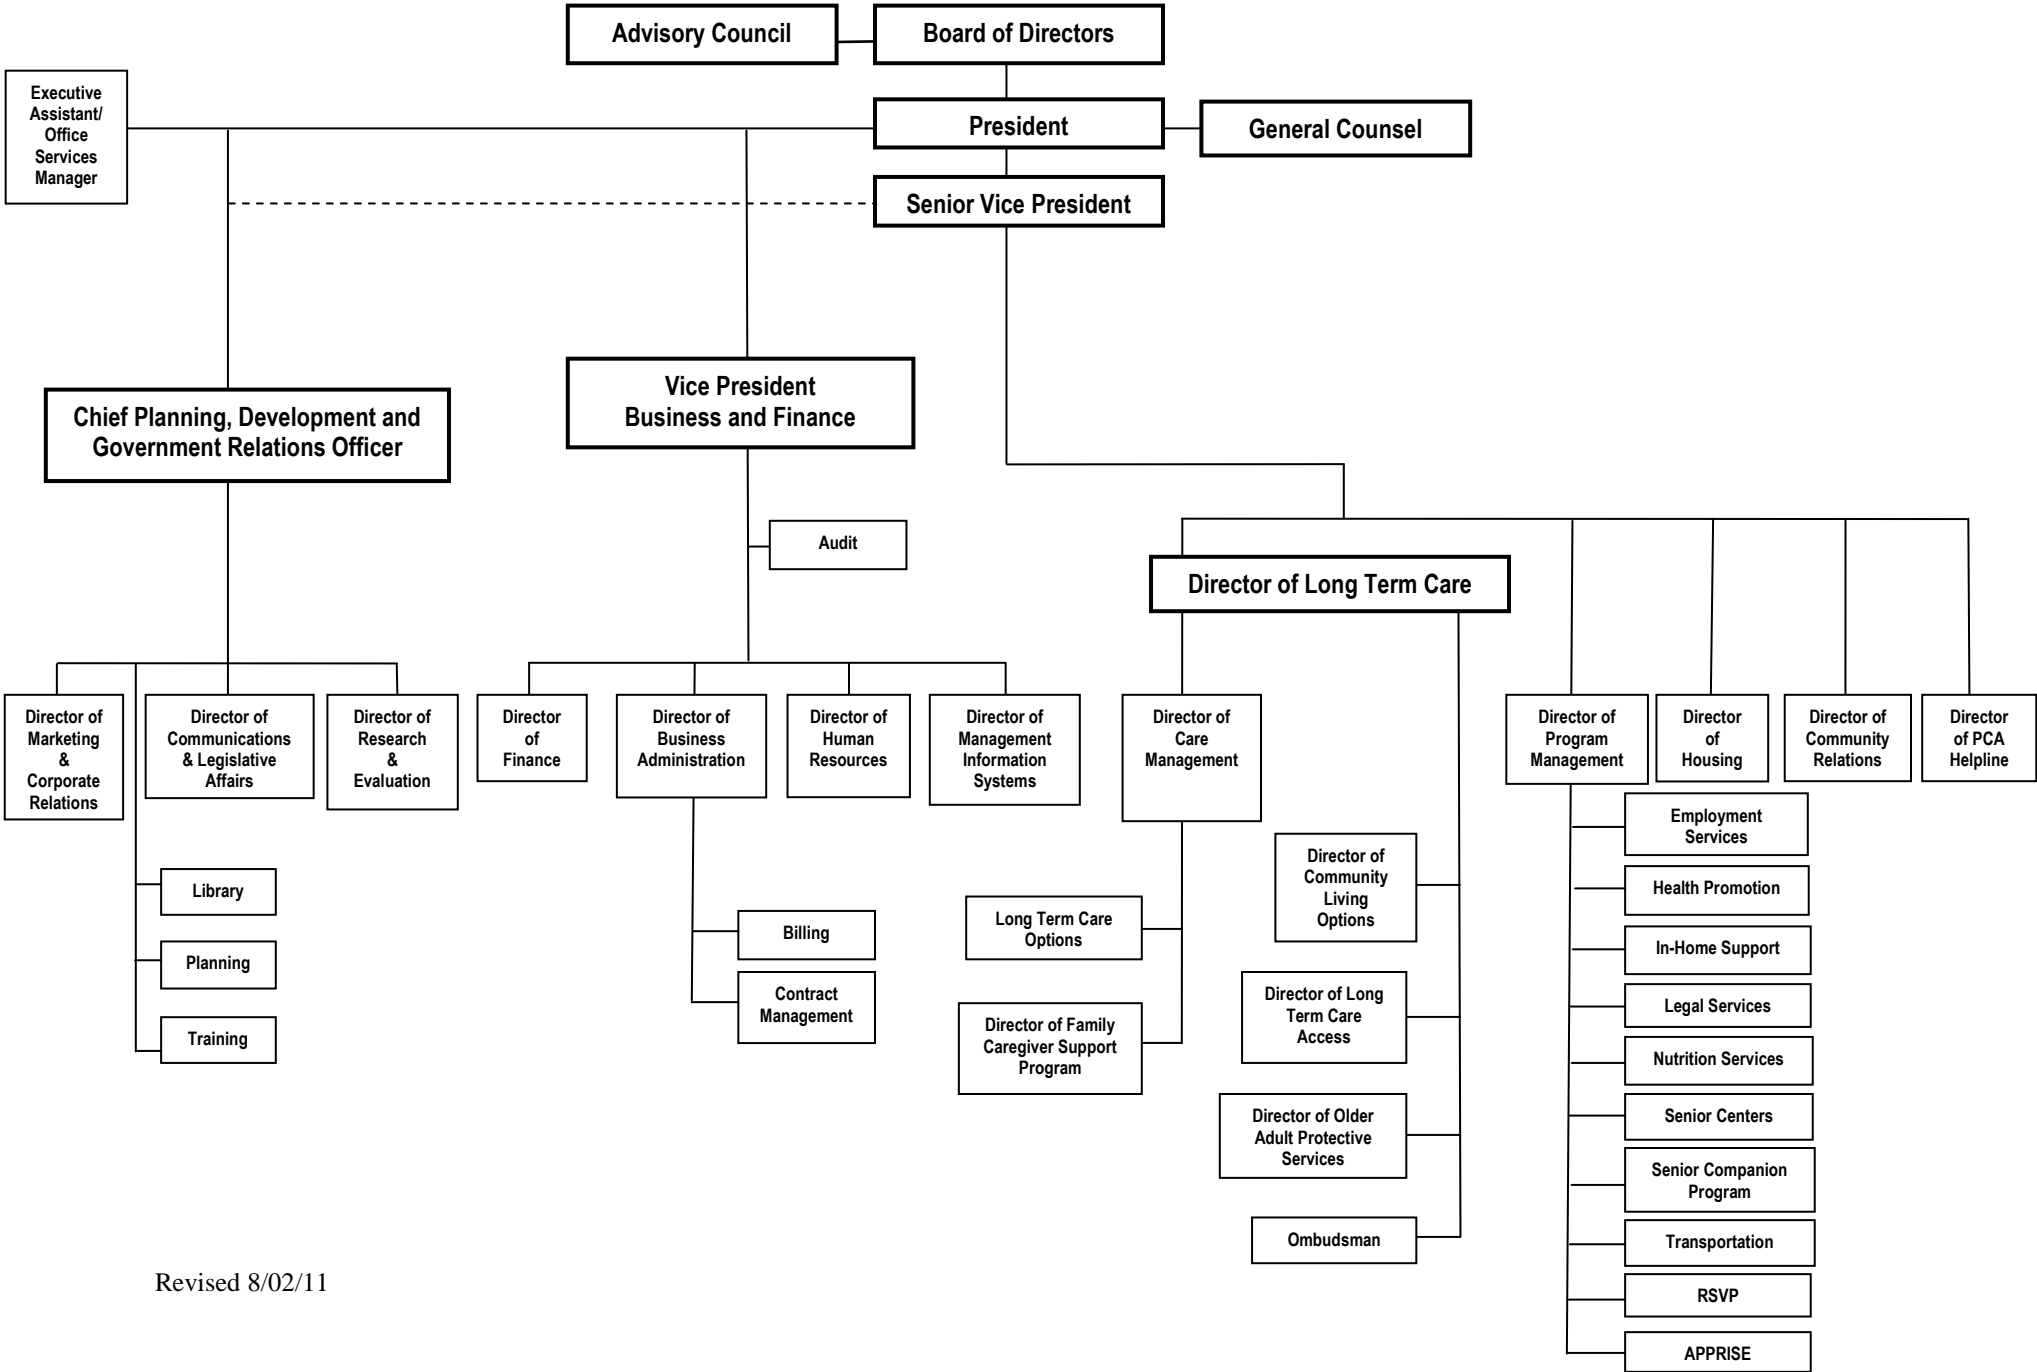 Advisory Council
Board of Directors
Executive
Assistant/
Office
Services
Manager
President
General Counsel
Senior Vice President
Chief Planning, Development and
Government Relations Officer
Vice President
Business and Finance
Audit
Director of Long Term Care
Director of
Marketing
&
Corporate
Relations
Director of
Communications
& Legislative
Affairs
Director of
Research
&
Evaluation
Director
of
Finance
Director of
Business
Administration
Director of
Human
Resources
Director of
Management
Information
Systems
Director of
Care
Management
Director of
Program
Management
Director
of
Housing
Director of
Community
Relations
Director
of PCA
Helpline
Library
Planning
Training
Billing
Contract
Management
Long Term Care
Options
Director of Family
Caregiver Support
Program
Director of
Community
Living
Options
Director of Long
Term Care
Access
Director of Older
Adult Protective
Services
Ombudsman
Employment
Services
Health Promotion
In-Home Support
Legal Services
Nutrition Services
Senior Centers
Senior Companion
Program
Transportation
RSVP
APPRISE
Revised 8/02/11